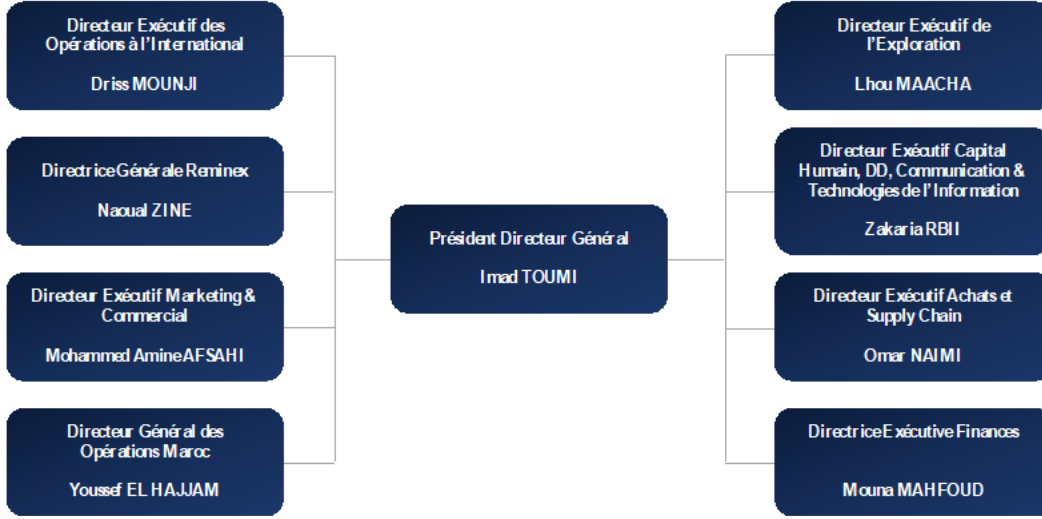 Directeur Exécutif des
Opérations à l'International
Driss MOUNJI
Directrice Générale Reminex
Naoual ZINE
Directeur Exécutif Marketing &
Commercial
Mohammed Amine AFSAHI
Directeur Général des
Opérations Maroc
Youssef EL HAJJAM
Président Directeur Général
Imad TOUMI
Directeur Exécutif de
l'Exploration
Lhou MAACHA
Directeur Exécutif Capital
Humain, DD, Communication &
Technologies de l'Information
Zakaria RBII
Directeur Exécutif Achats et
Supply Chain
Omar NAIMI
Directrice Exécutive Finances
Mouna MAHFOUD